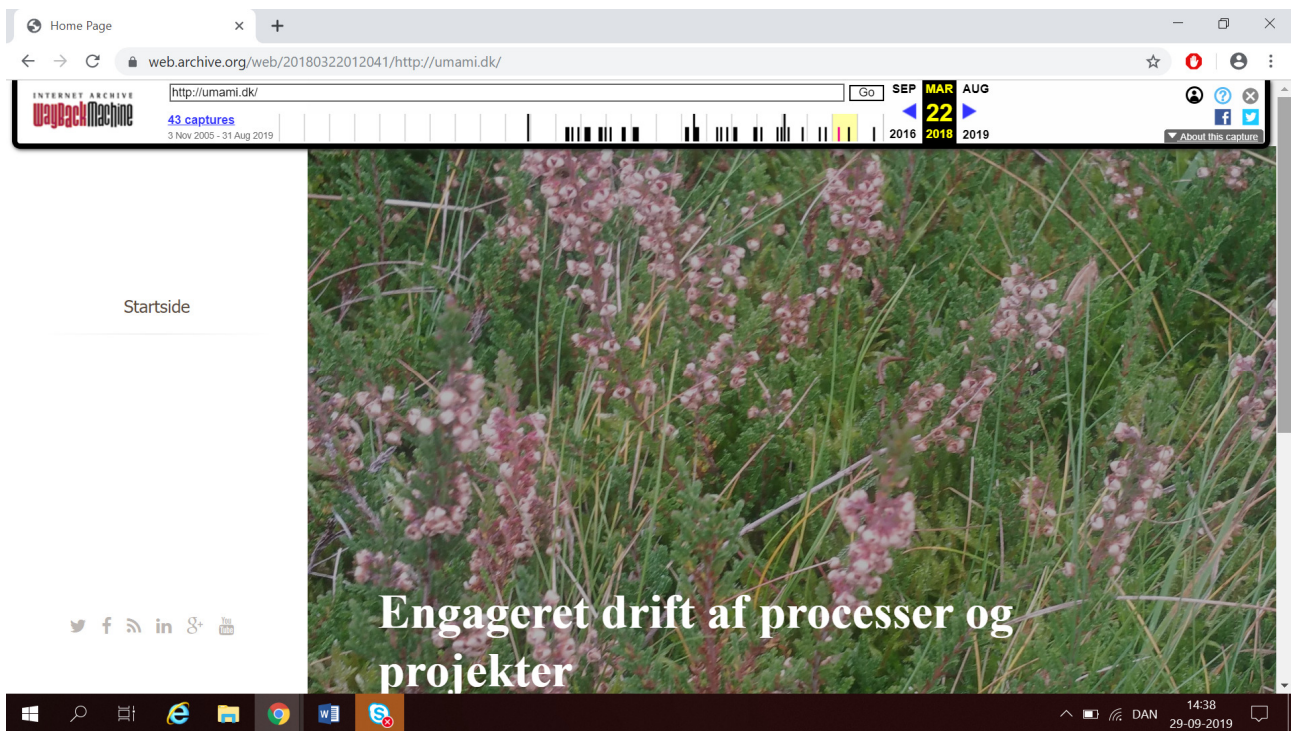 Home Page
web.archive.org/web/20180322012041/http://umami.dk/
INTERNET ARCHIVE
WayBackMachine
http://umami.dk/
Go
SEP MAR AUG
43 captures
22
3 Nov 2005 - 31 Aug 2019
2016 2018 2019
▼ About this capture
Startside
Engageret drift af processer og
projekter
You
Tube
DAN
14:38
29-09-2019